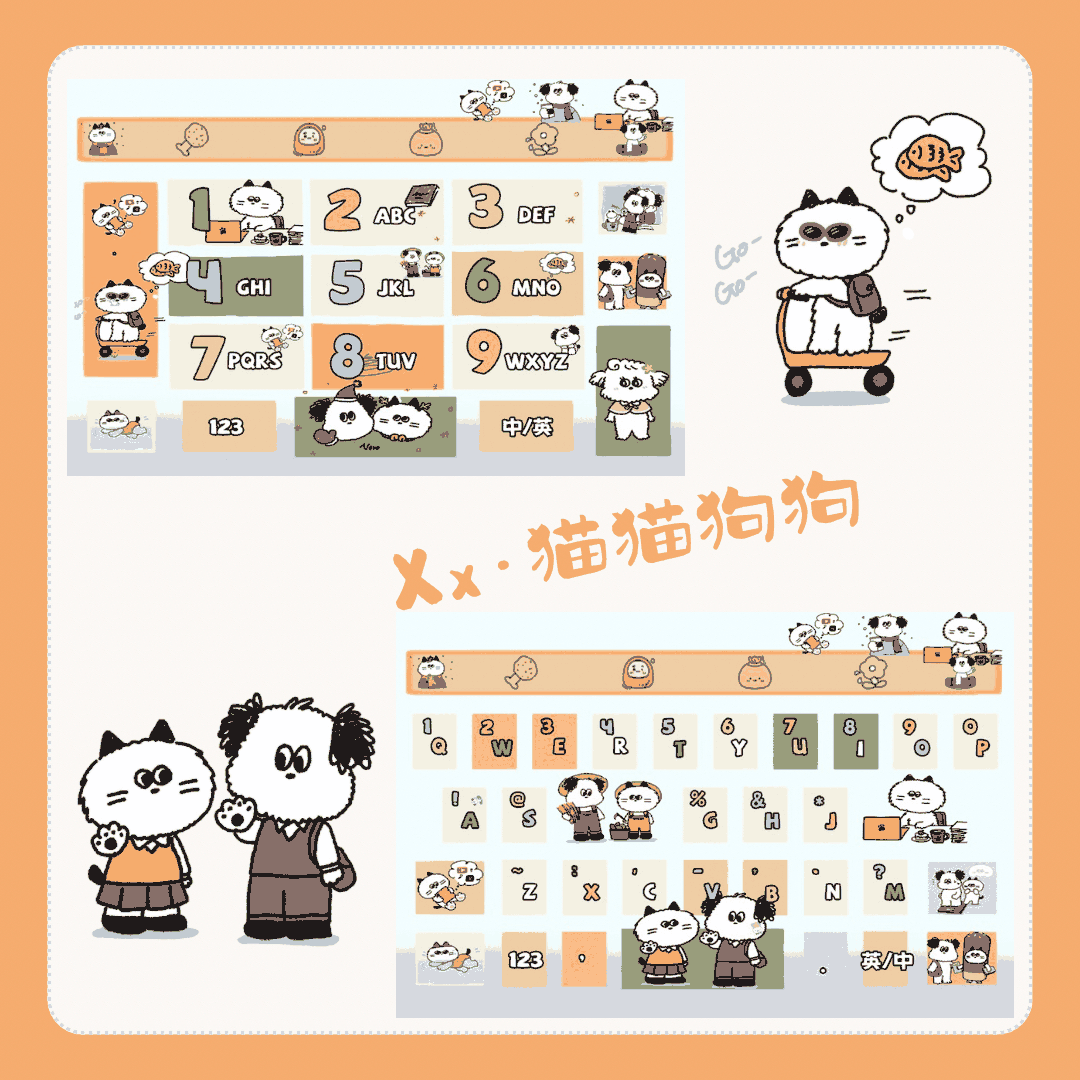 1
2 ABC
3 DEF
4 GHI
5 JKL
6 MNO
7 PQRS
8 TUV
9 WXYZ
123
中/英
Go-
Go-
Xx·猫猫狗狗
1 2 3 4 5 6 7 8 9 0
Q W E R T Y U I O P
! @ % & *
A S G H J
~ : ' - , . ?
Z X C V B N M
123 , 。 英/中